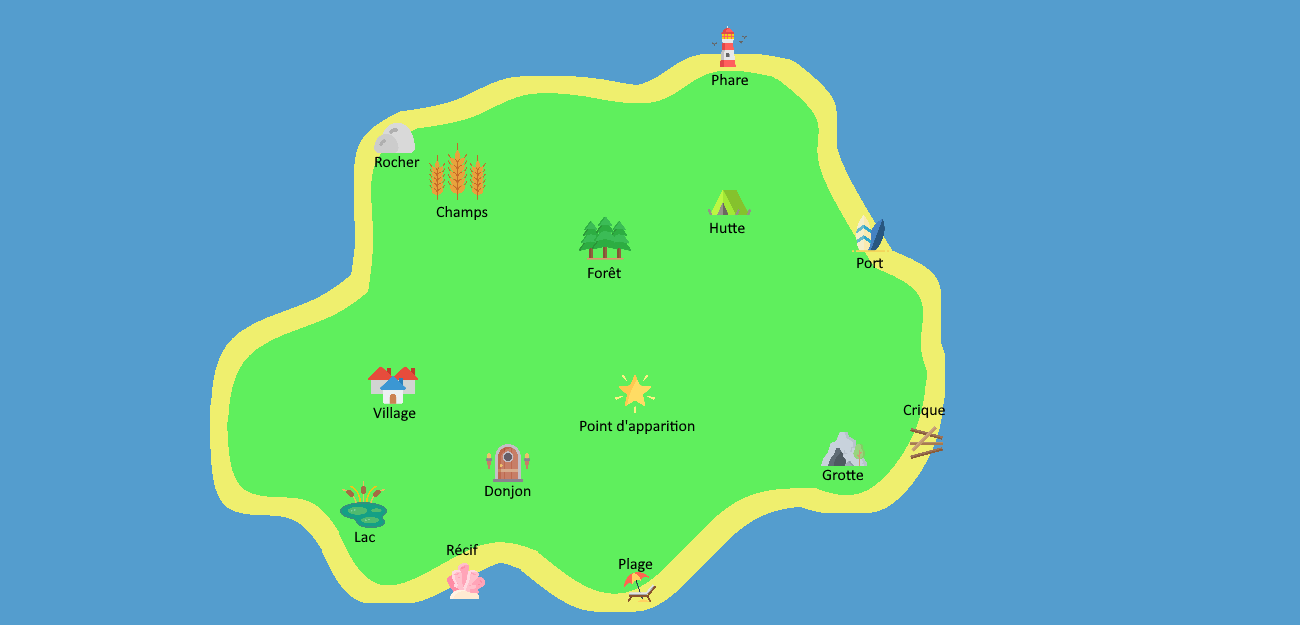 Phare
Rocher
Champs
Hutte
Forêt
Port
Village
Crique
Point d'apparition
Grotte
Donjon
Lac
Récif
Plage